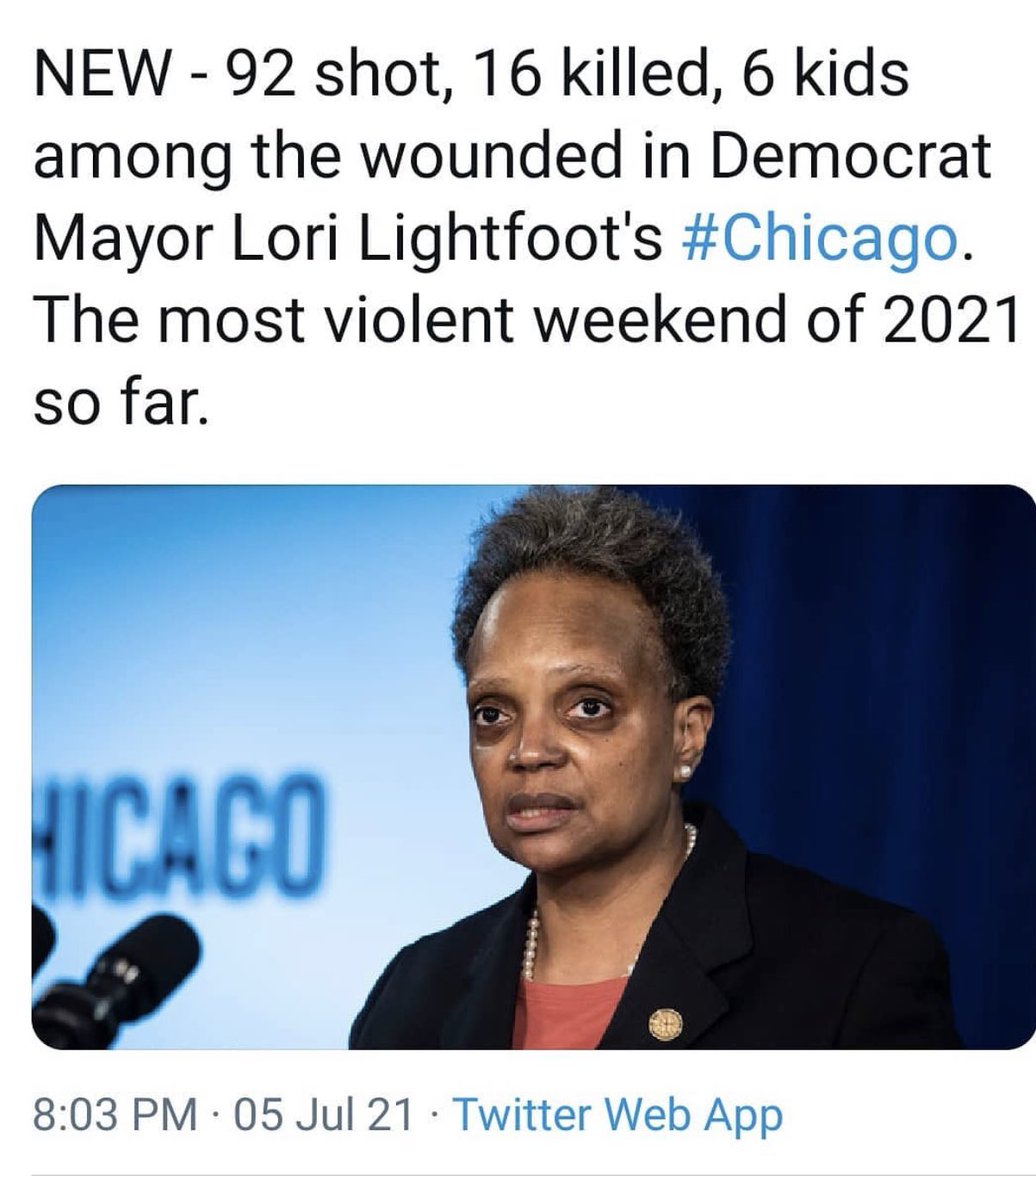 NEW - 92 shot, 16 killed, 6 kids
among the wounded in Democrat
Mayor Lori Lightfoot's #Chicago.
The most violent weekend of 2021
so far.
HICAGO
8:03 PM · 05 Jul 21 · Twitter Web App